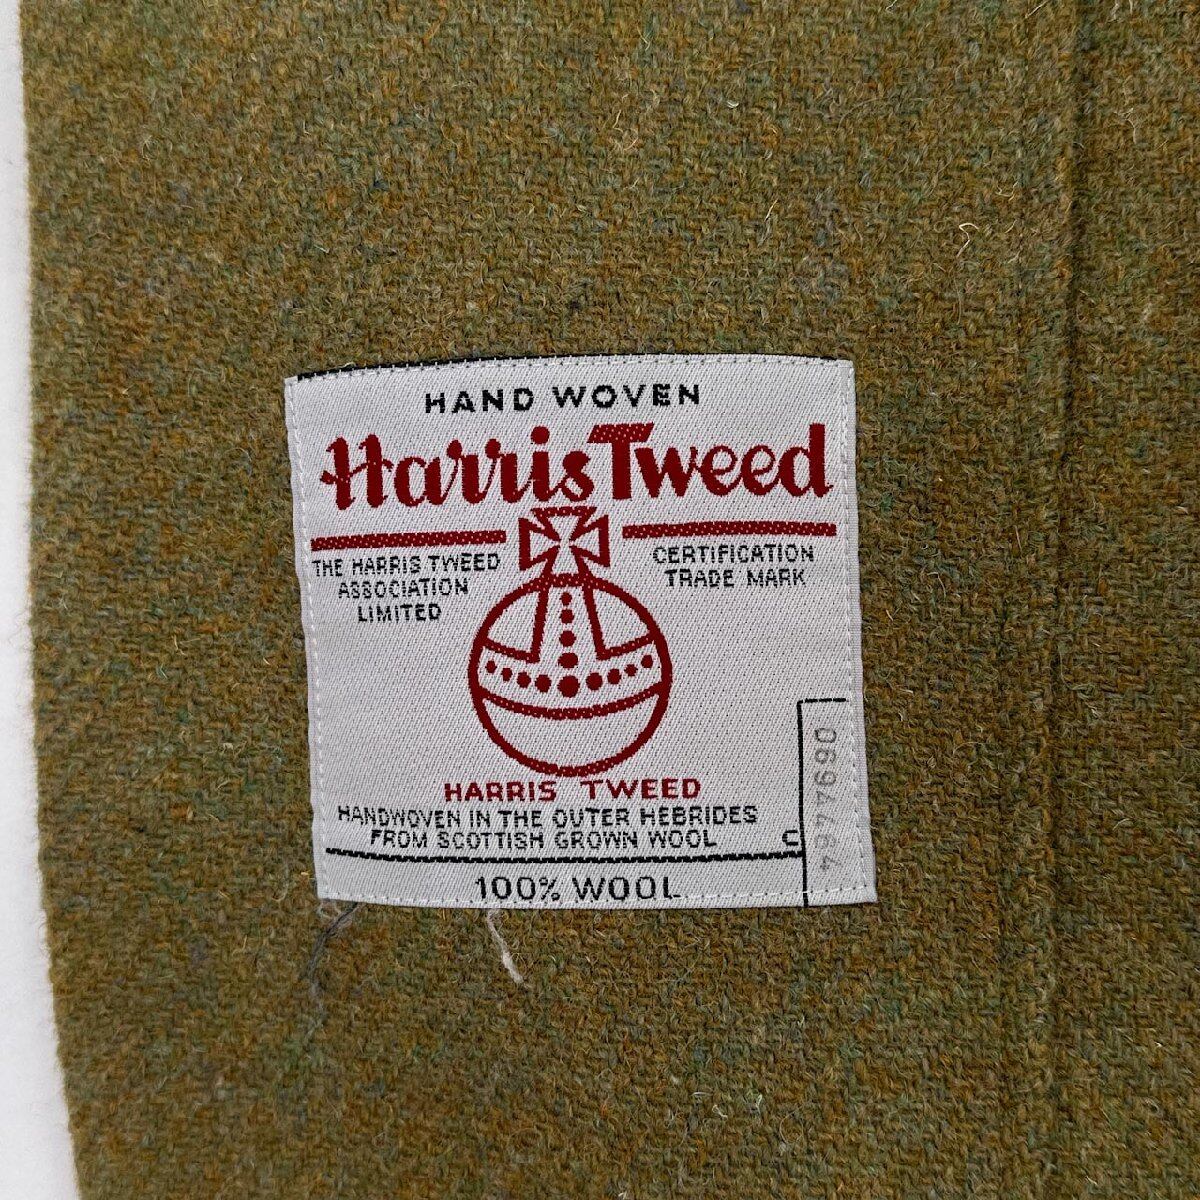 HAND WOVEN
Harris Tweed
THE HARRIS TWEED
ASSOCIATION
LIMITED
CERTIFICATION
TRADE MARK
HARRIS TWEED
HANDWOVEN IN THE OUTER HEBRIDES
FROM SCOTTISH GROWN WOOL
C
100% WOOL
06944684